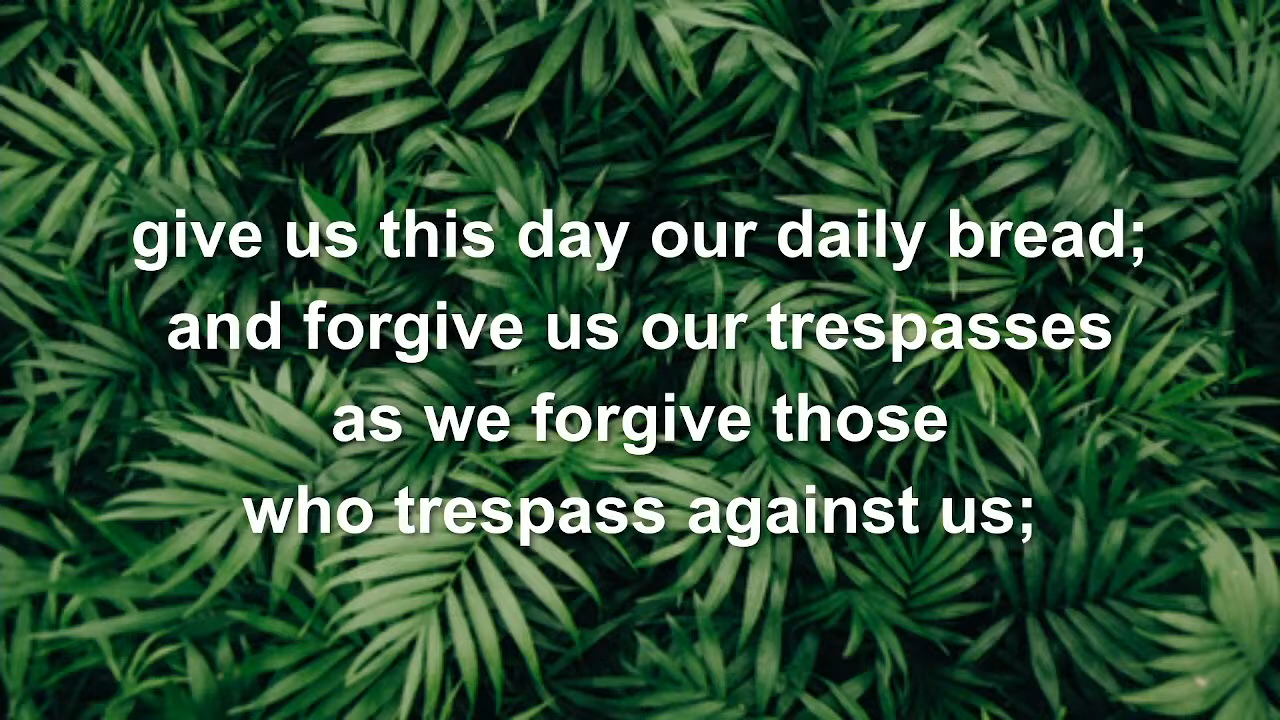 give us this day our daily bread;
and forgive us our trespasses
as we forgive those
who trespass against us;